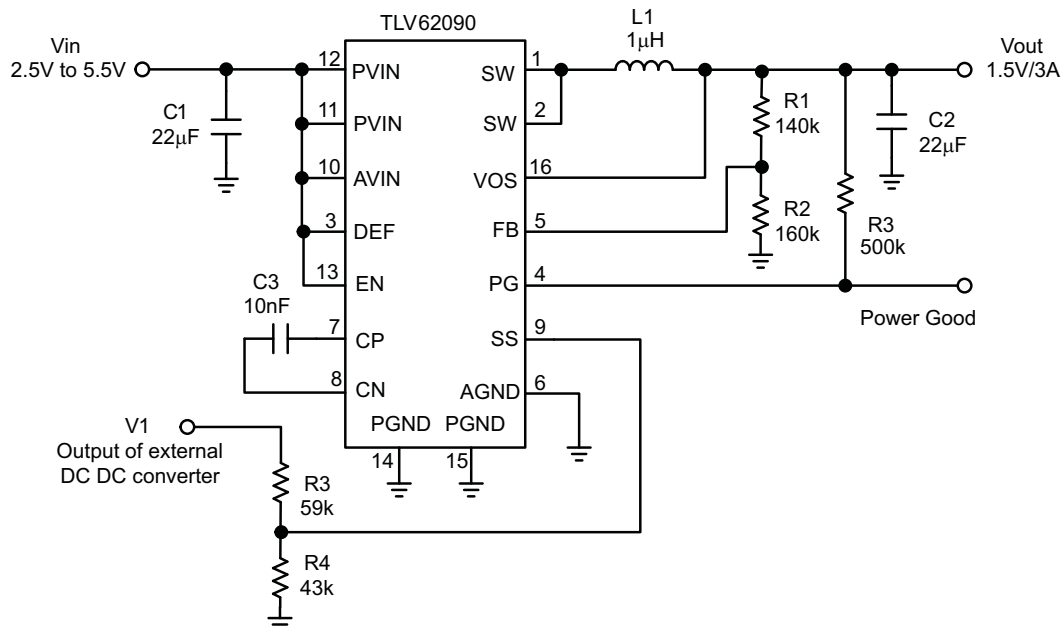 TLV62090
Vin
2.5V to 5.5V
C1
22μF
12
PVIN
11
PVIN
10
AVIN
3
DEF
13
EN
C3
10nF
7
CP
8
CN
PGND
PGND
14
15
SW
1
SW
2
VOS
16
FB
5
PG
4
SS
9
AGND
6
L1
1μH
Vout
1.5V/3A
R1
140k
R2
160k
R3
500k
C2
22μF
Power Good
V1
Output of external
DC DC converter
R3
59k
R4
43k